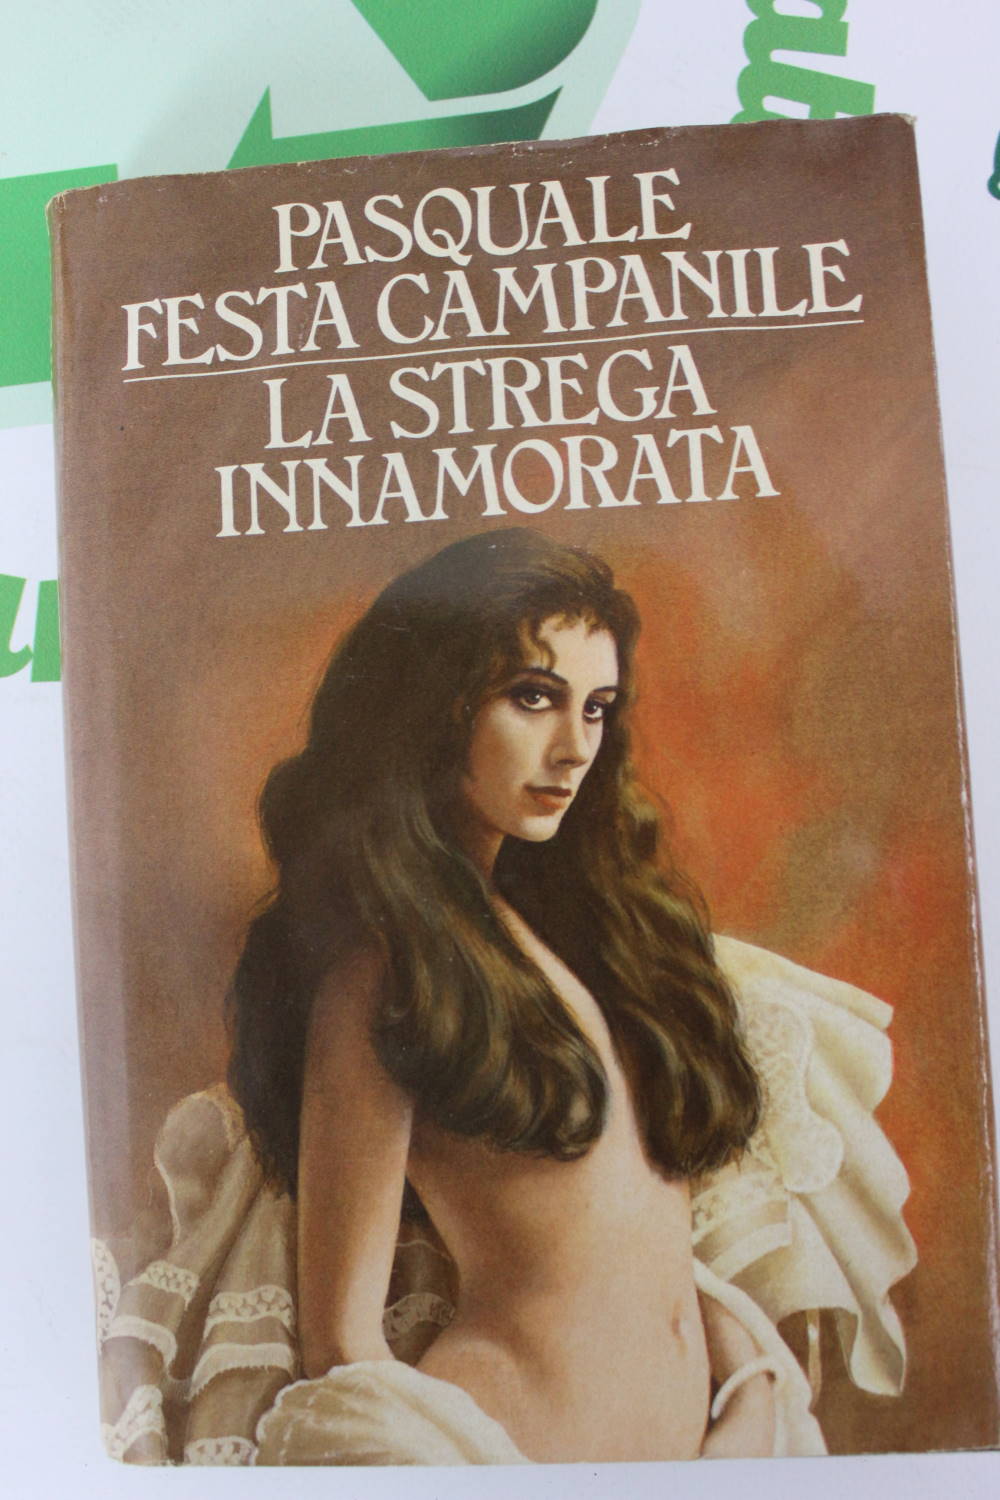 PASQUALE
FESTA CAMPANILE
LA STREGA
INNAMORATA